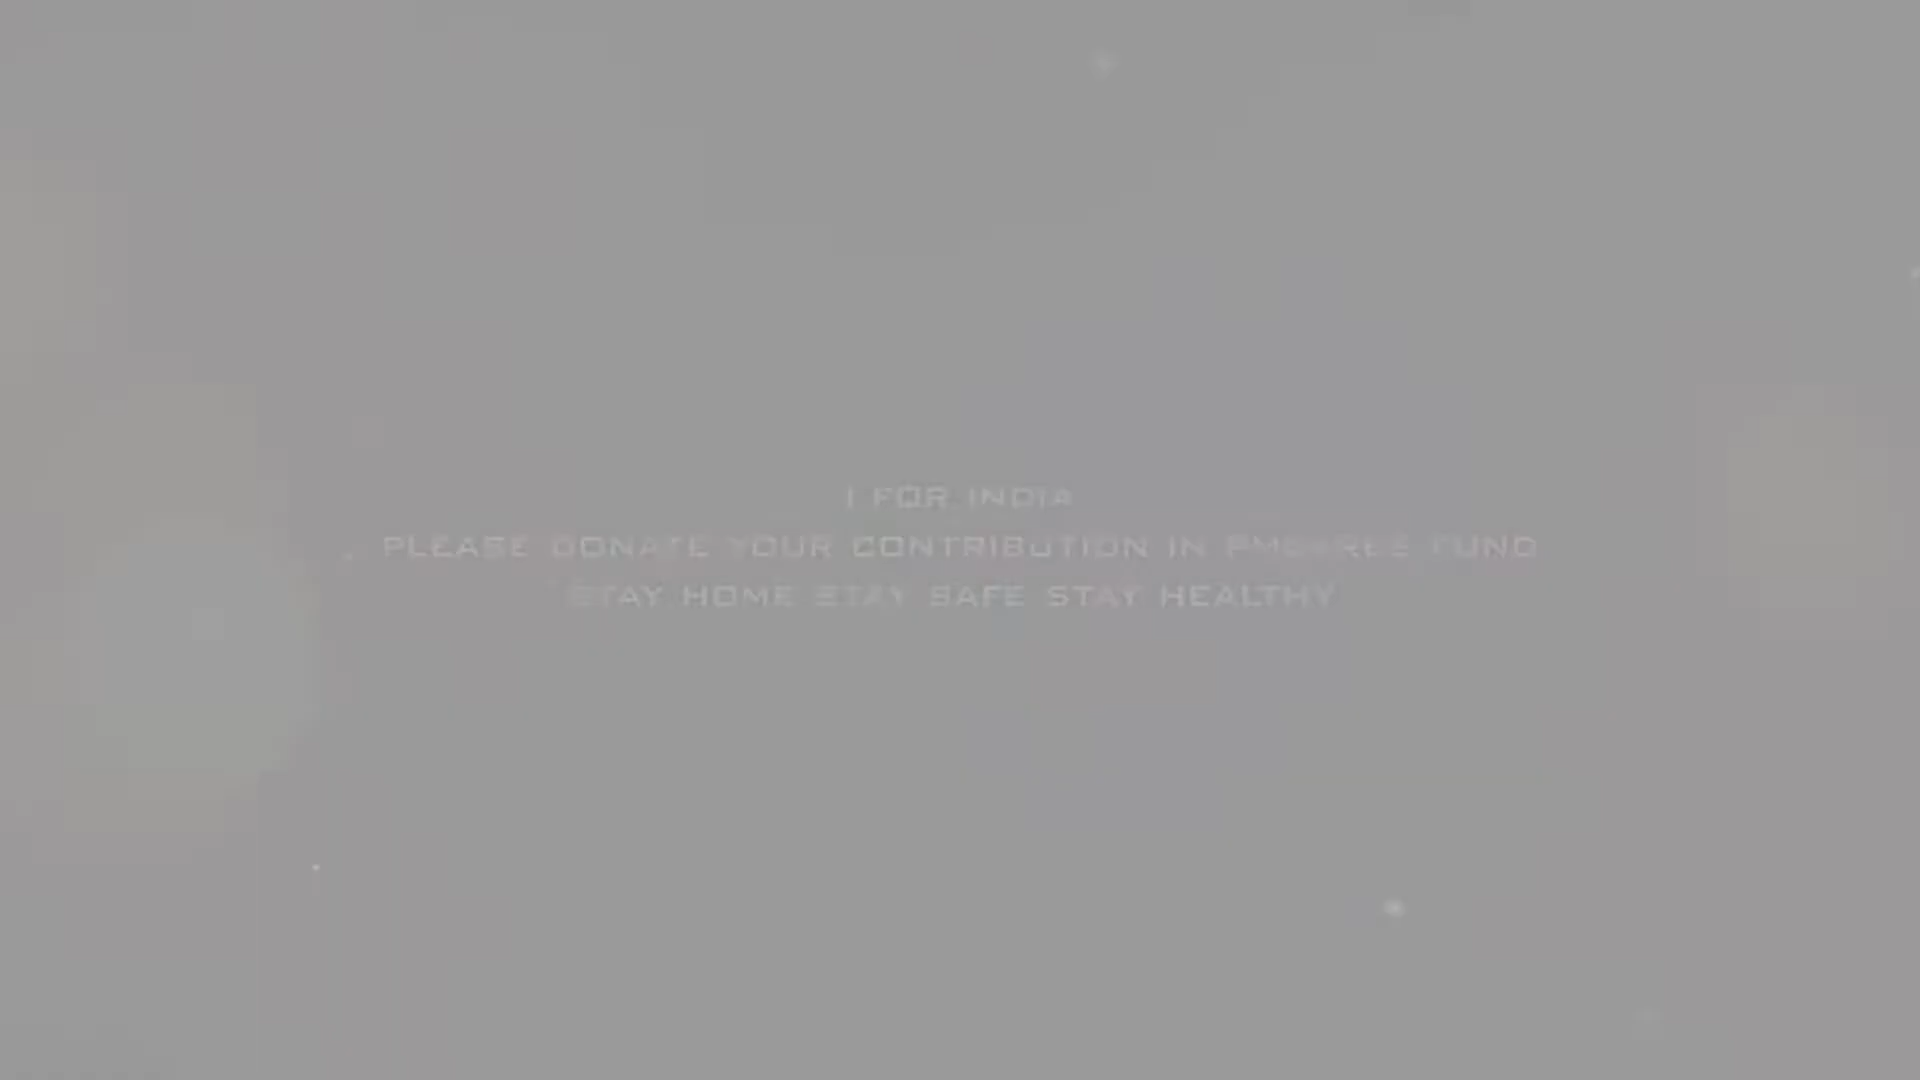 I FOR INDIA
PLEASE DONATE YOUR CONTRIBUTION IN PMCARES FUND
STAY HOME STAY SAFE STAY HEALTHY